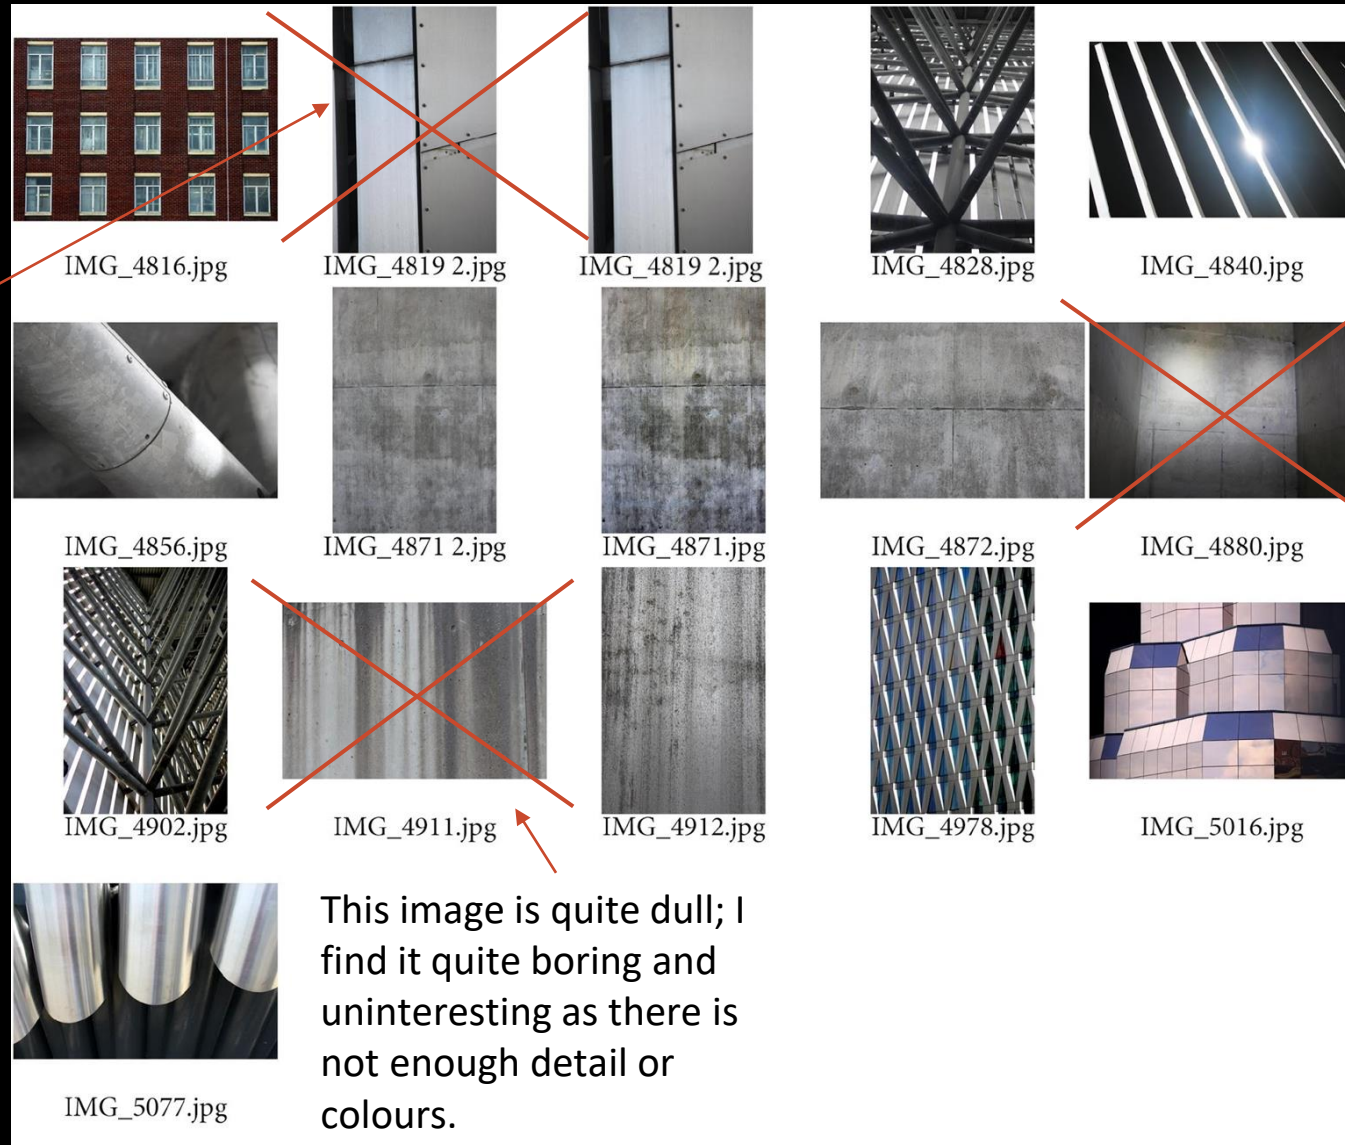 IMG_4816.jpg
IMG_4819 2.jpg
IMG_4819 2.jpg
IMG_4828.jpg
IMG_4840.jpg
IMG_4856.jpg
IMG_4871 2.jpg
IMG_4871.jpg
IMG_4872.jpg
IMG_4880.jpg
IMG_4902.jpg
IMG_4911.jpg
IMG_4912.jpg
IMG_4978.jpg
IMG_5016.jpg
IMG_5077.jpg
This image is quite dull; I
find it quite boring and
uninteresting as there is
not enough detail or
colours.